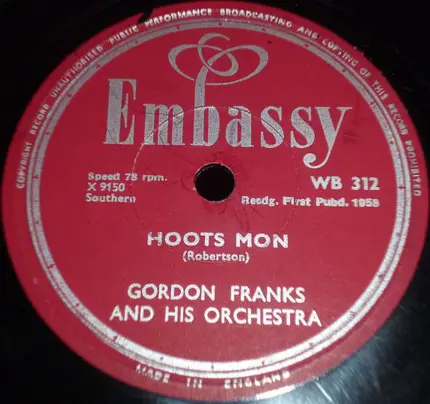 COPYRIGHT RECORD UNAUTHORISED PUBLIC PERFORMANCE BROADCASTING AND COPYING OF THIS RECORD PROHIBITED
Embassy
Speed 78 rpm.
X 9150
Southern
WB 312
Recdg. First Pubd. 1958
HOOTS MON
(Robertson)
GORDON FRANKS
AND HIS ORCHESTRA
MADE IN ENGLAND